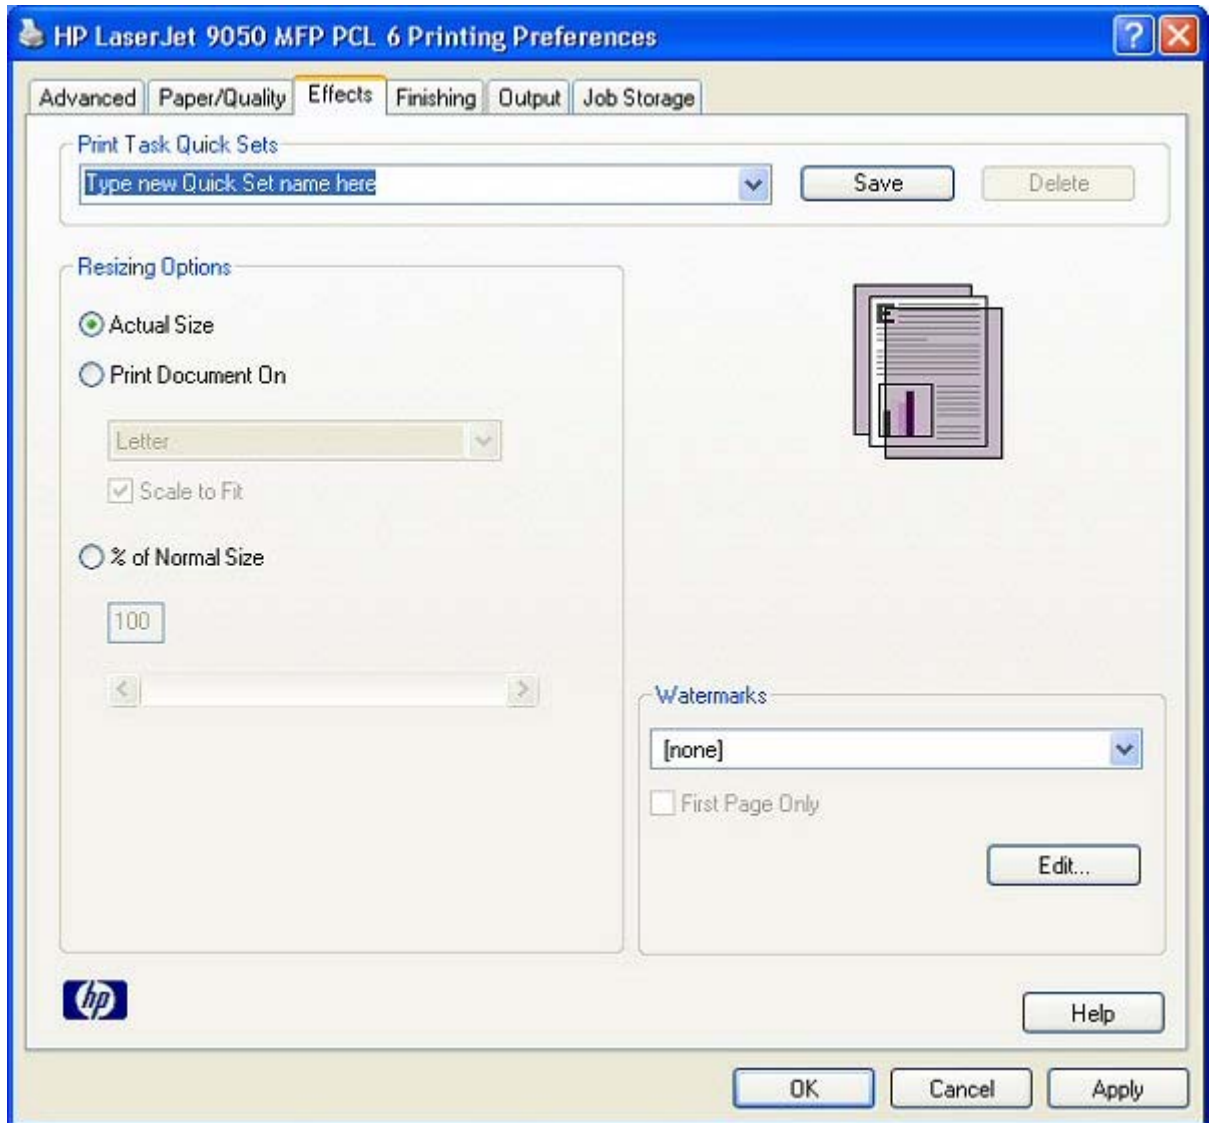 HP LaserJet 9050 MFP PCL 6 Printing Preferences
?
Advanced Paper/Quality Effects Finishing Output Job Storage
Print Task Quick Sets
Type new Quick Set name here Save Delete
Resizing Options
Actual Size
Print Document On
Letter
Scale to Fit
% of Normal Size
100
E
Watermarks
[none]
First Page Only
Edit...
hp
Help
OK Cancel Apply